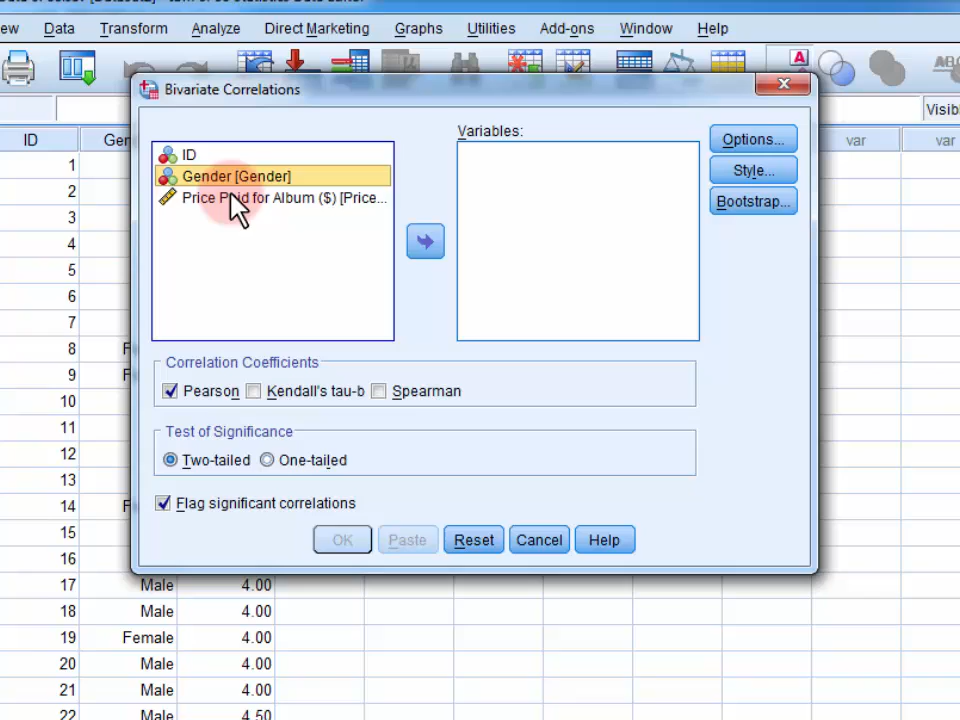 ew Data Transform Analyze Direct Marketing Graphs Utilities Add-ons Window Help
A
ABC
Bivariate Correlations
Visib
ID Gen var var
Variables:
ID
Gender [Gender]
Price Paid for Album ($) [Price...
Options...
Style...
Bootstrap...
Correlation Coefficients
Pearson Kendall's tau-b Spearman
Test of Significance
Two-tailed One-tailed
Flag significant correlations
OK Paste Reset Cancel Help
1
2
3
4
5
6
7
8 F
9 F
10
11
12
13
14 F
15
16
17 Male 4.00
18 Male 4.00
19 Female 4.00
20 Male 4.00
21 Male 4.00
22 Male 4.50